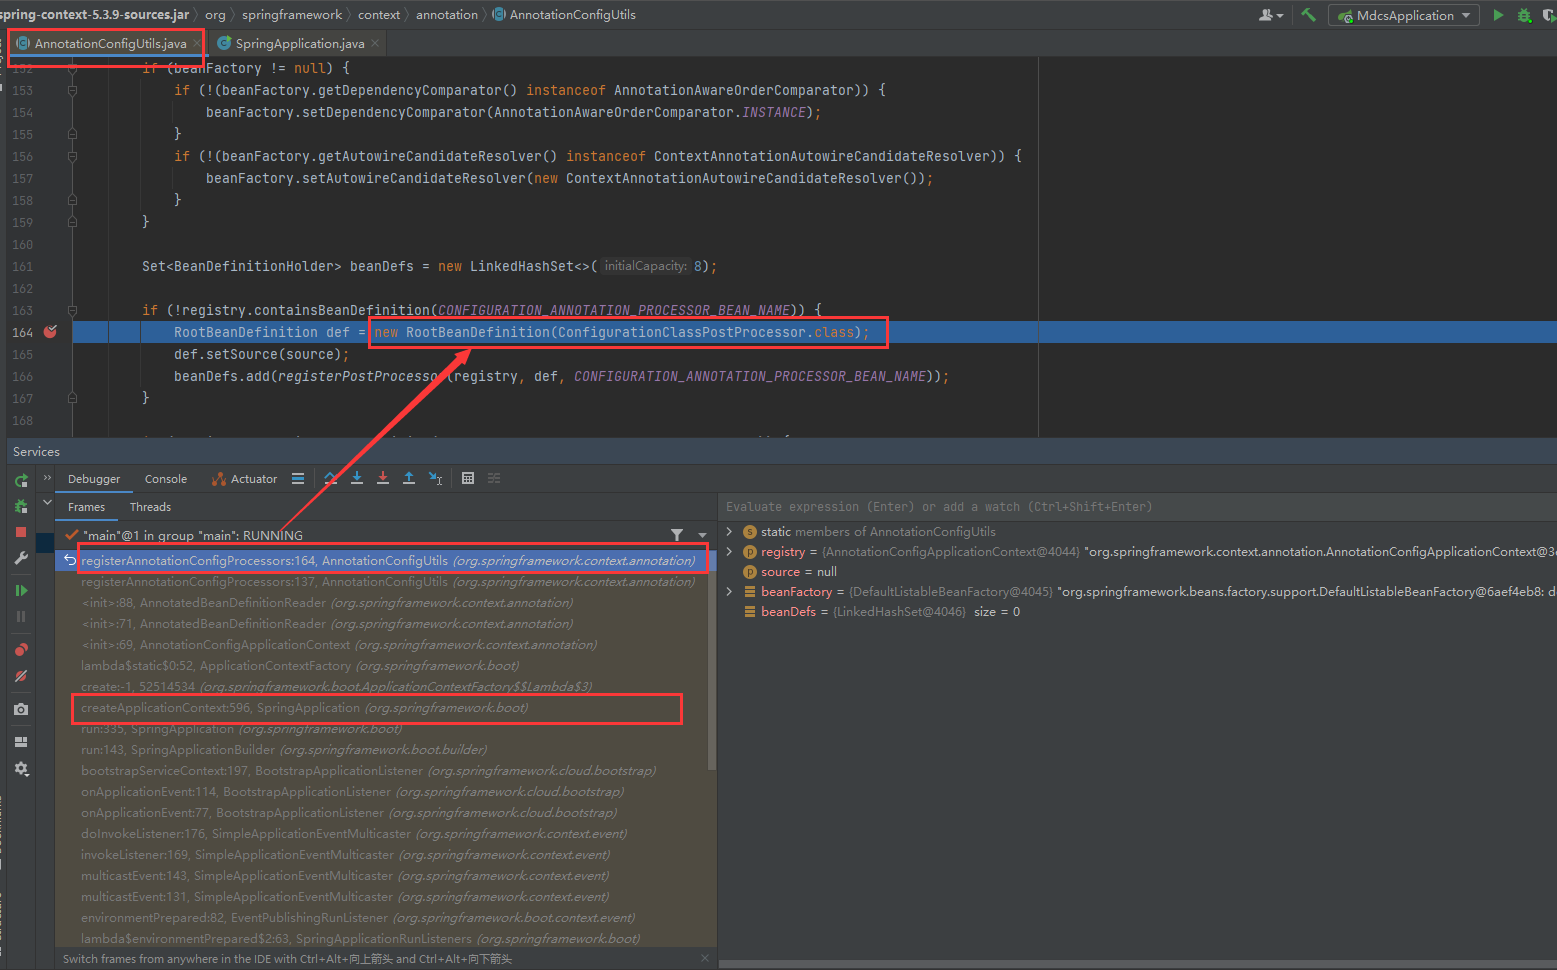 spring-context-5.3.9-sources.jar › org › springframework › context › annotation › AnnotationConfigUtils
MdcsApplication
AnnotationConfigUtils.java
SpringApplication.java
152 if (beanFactory != null) {
153 if (!(beanFactory.getDependencyComparator() instanceof AnnotationAwareOrderComparator)) {
154 beanFactory.setDependencyComparator(AnnotationAwareOrderComparator.INSTANCE);
155 }
156 if (!(beanFactory.getAutowireCandidateResolver() instanceof ContextAnnotationAutowireCandidateResolver)) {
157 beanFactory.setAutowireCandidateResolver(new ContextAnnotationAutowireCandidateResolver());
158 }
159 }
160
161 Set<BeanDefinitionHolder> beanDefs = new LinkedHashSet<>( initialCapacity: 8);
162
163 if (!registry.containsBeanDefinition(CONFIGURATION_ANNOTATION_PROCESSOR_BEAN_NAME)) {
164 RootBeanDefinition def = new RootBeanDefinition(ConfigurationClassPostProcessor.class);
165 def.setSource(source);
166 beanDefs.add(registerPostProcessor(registry, def, CONFIGURATION_ANNOTATION_PROCESSOR_BEAN_NAME));
167 }
168
Services
Debugger Console Actuator
Frames Threads
"main"@1 in group "main": RUNNING
registerAnnotationConfigProcessors:164, AnnotationConfigUtils (org.springframework.context.annotation)
registerAnnotationConfigProcessors:137, AnnotationConfigUtils (org.springframework.context.annotation)
<init>:88, AnnotatedBeanDefinitionReader (org.springframework.context.annotation)
<init>:71, AnnotatedBeanDefinitionReader (org.springframework.context.annotation)
<init>:69, AnnotationConfigApplicationContext (org.springframework.context.annotation)
lambda$static$0:52, ApplicationContextFactory (org.springframework.boot)
create:-1, 52514534 (org.springframework.boot.ApplicationContextFactory$$Lambda$3)
createApplicationContext:596, SpringApplication (org.springframework.boot)
run:335, SpringApplication (org.springframework.boot)
run:143, SpringApplicationBuilder (org.springframework.boot.builder)
bootstrapServiceContext:197, BootstrapApplicationListener (org.springframework.cloud.bootstrap)
onApplicationEvent:114, BootstrapApplicationListener (org.springframework.cloud.bootstrap)
onApplicationEvent:77, BootstrapApplicationListener (org.springframework.cloud.bootstrap)
doInvokeListener:176, SimpleApplicationEventMulticaster (org.springframework.context.event)
invokeListener:169, SimpleApplicationEventMulticaster (org.springframework.context.event)
multicastEvent:143, SimpleApplicationEventMulticaster (org.springframework.context.event)
multicastEvent:131, SimpleApplicationEventMulticaster (org.springframework.context.event)
environmentPrepared:82, EventPublishingRunListener (org.springframework.boot.context.event)
lambda$environmentPrepared$2:63, SpringApplicationRunListeners (org.springframework.boot)
Switch frames from anywhere in the IDE with Ctrl+Alt+向上箭头 and Ctrl+Alt+向下箭头
Evaluate expression (Enter) or add a watch (Ctrl+Shift+Enter)
static members of AnnotationConfigUtils
registry = {AnnotationConfigApplicationContext@4044} "org.springframework.context.annotation.AnnotationConfigApplicationContext@3
source = null
beanFactory = {DefaultListableBeanFactory@4045} "org.springframework.beans.factory.support.DefaultListableBeanFactory@6aef4eb8: d
beanDefs = {LinkedHashSet@4046} size = 0